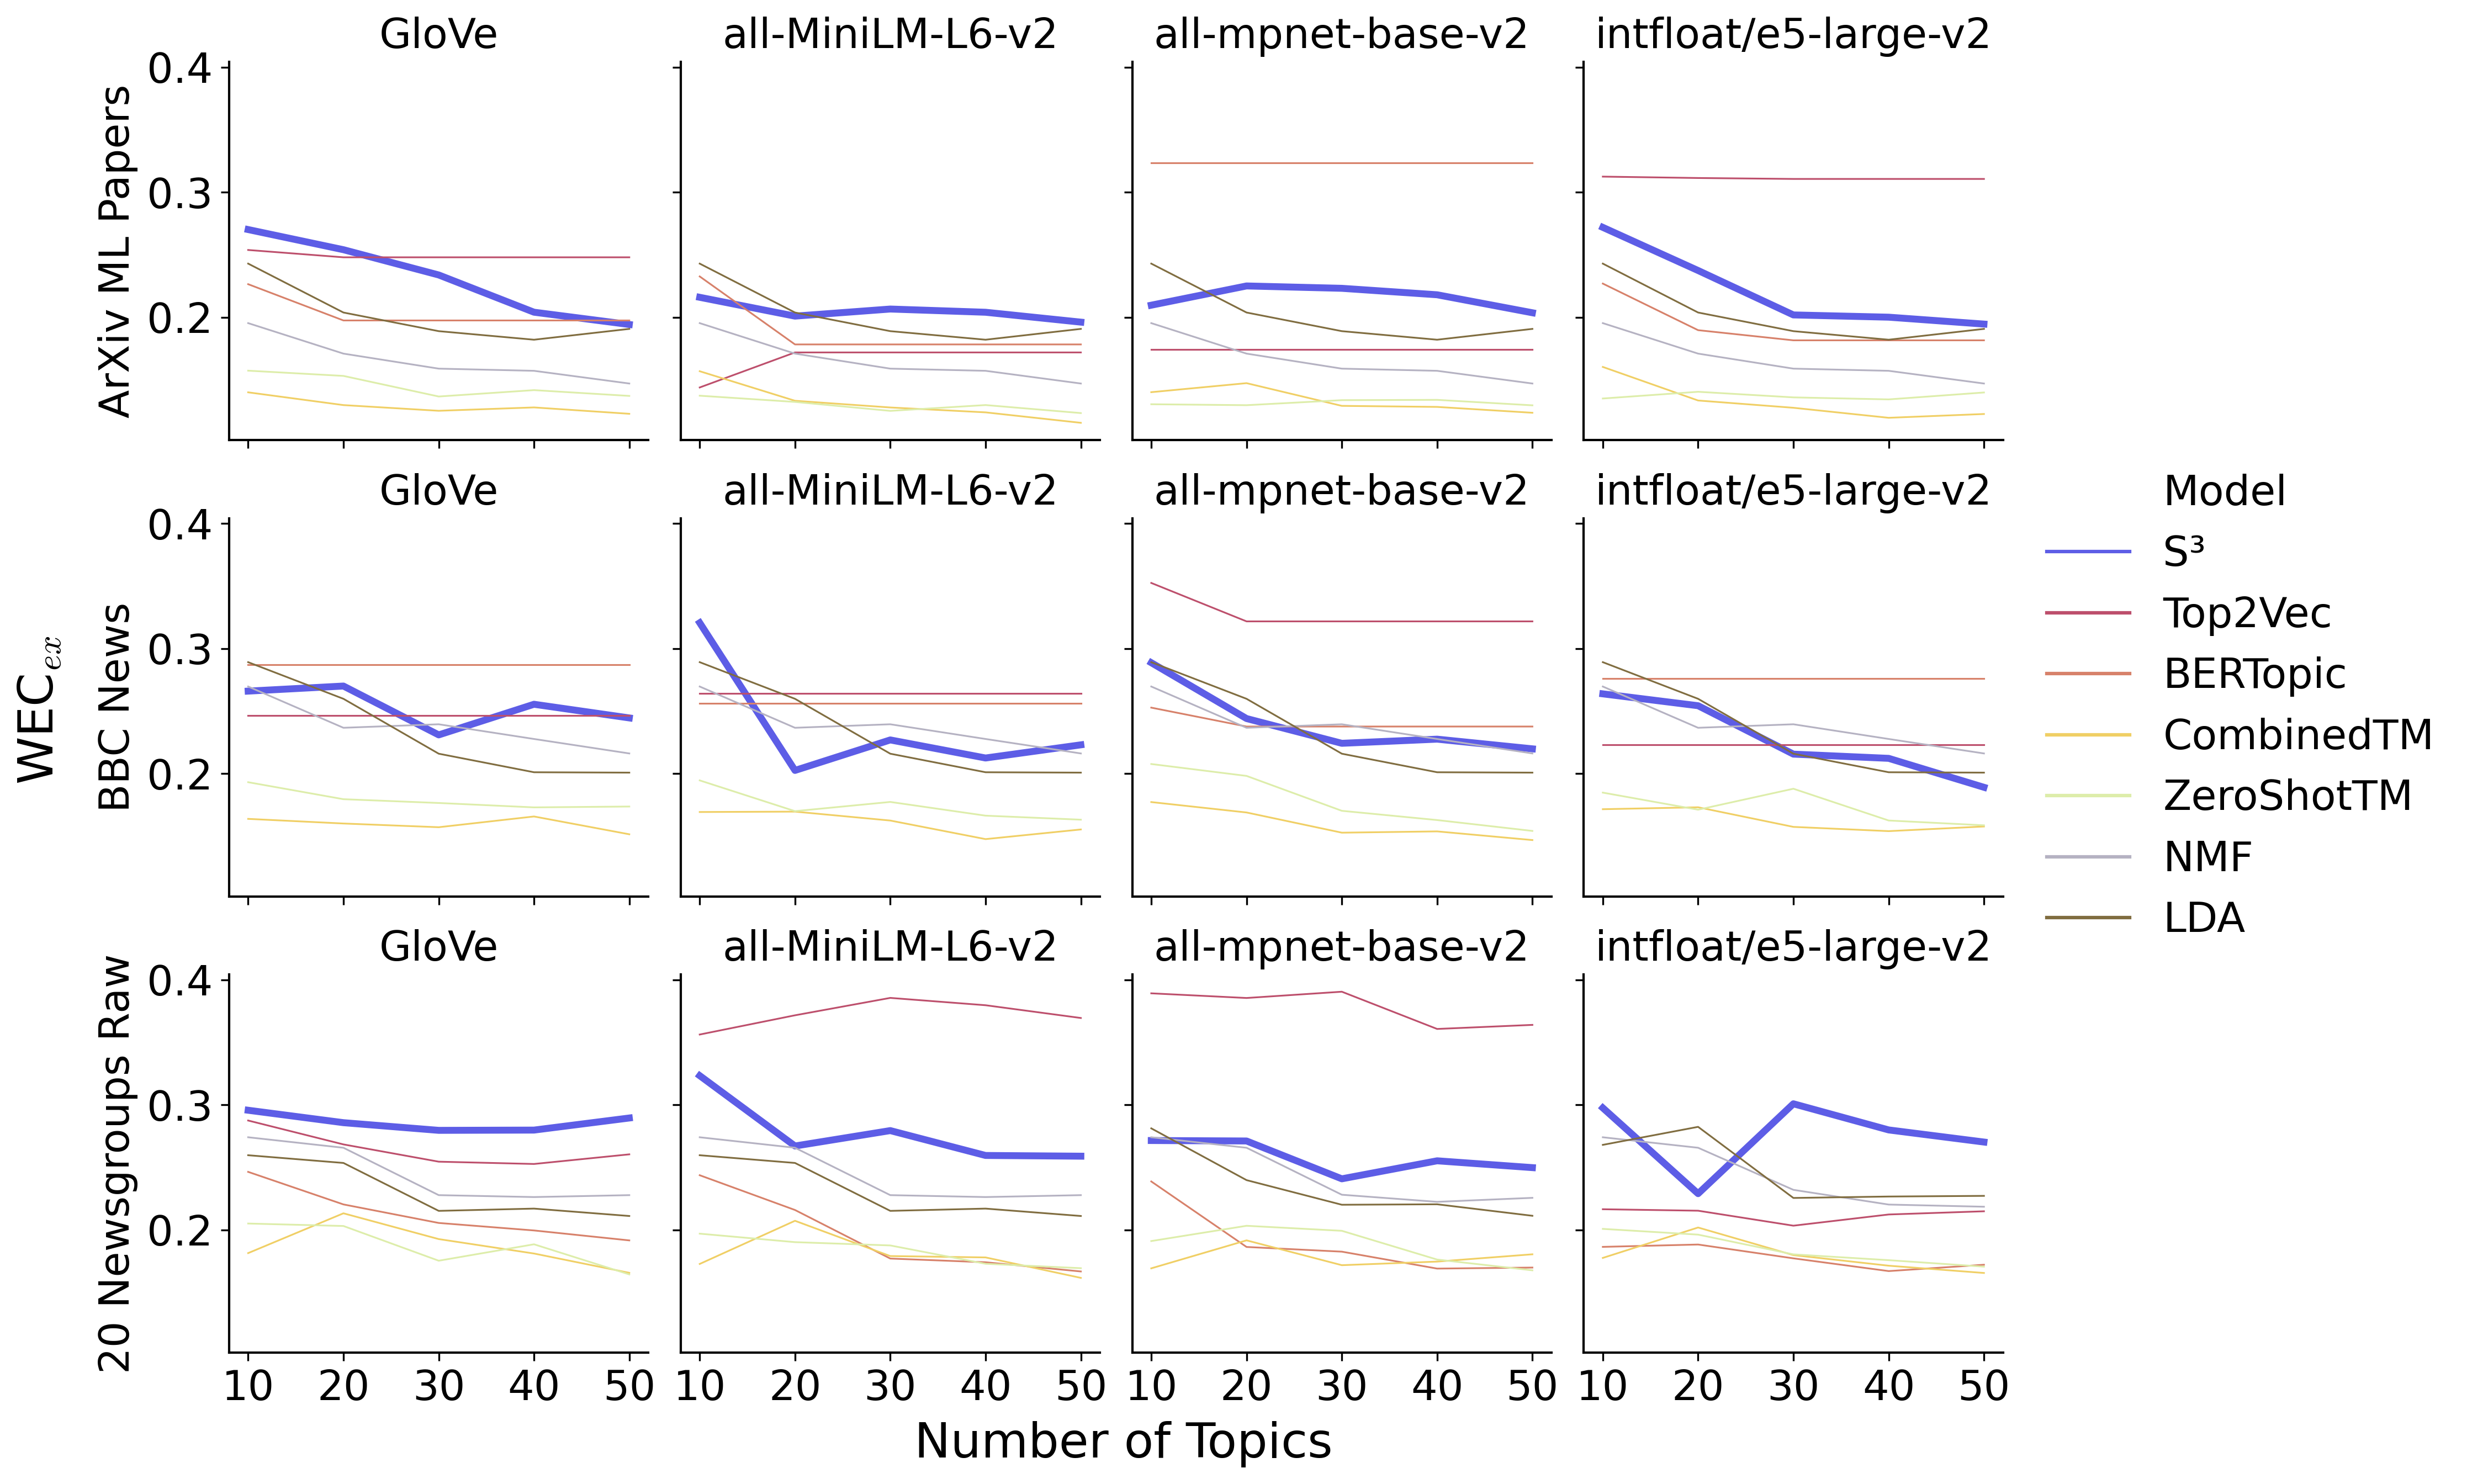 GloVe all-MiniLM-L6-v2 all-mpnet-base-v2 intfloat/e5-large-v2
ArXiv ML Papers
0.4
0.3
0.2
GloVe all-MiniLM-L6-v2 all-mpnet-base-v2 intfloat/e5-large-v2
WECex
BBC News
0.4
0.3
0.2
Model
S³
Top2Vec
BERTopic
CombinedTM
ZeroShotTM
NMF
LDA
GloVe all-MiniLM-L6-v2 all-mpnet-base-v2 intfloat/e5-large-v2
20 Newsgroups Raw
0.4
0.3
0.2
10 20 30 40 50 10 20 30 40 50 10 20 30 40 50 10 20 30 40 50
Number of Topics